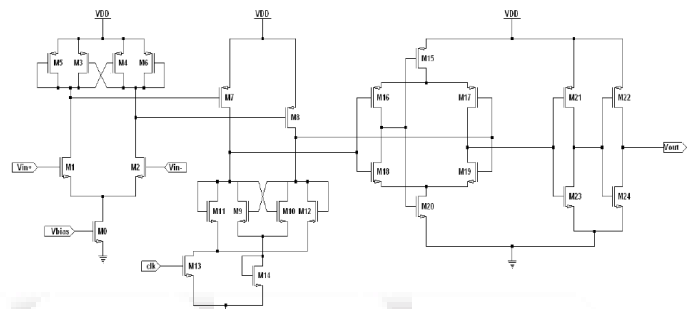 VDD VDD VDD
M5 M3 M4 M6
M15
M7
M16 M17
M21 M22
M8
Vin+ M1 M2 Vin-
Vout
M18 M19
M11 M9 M10 M12
M20
M23 M24
Vbias M0
clk M13 M14